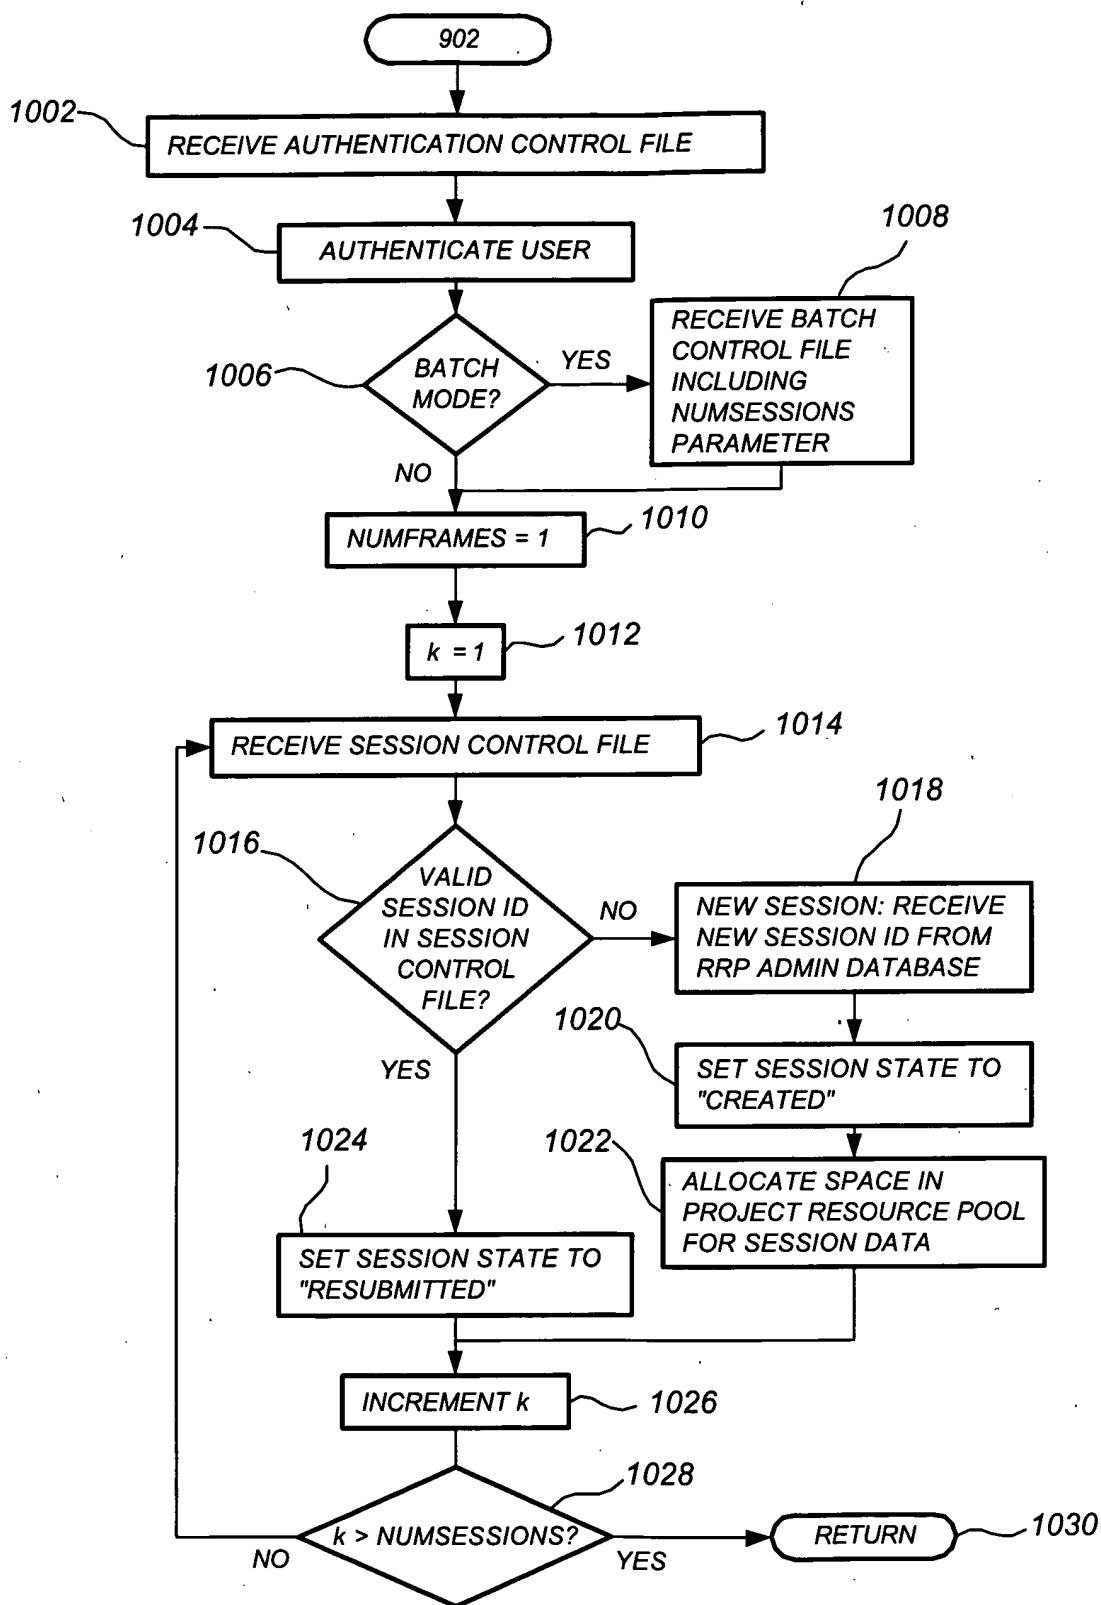 902
1002
RECEIVE AUTHENTICATION CONTROL FILE
1004
AUTHENTICATE USER
1008
1006
BATCH
MODE?
YES
RECEIVE BATCH
CONTROL FILE
INCLUDING
NUMSESSIONS
PARAMETER
NO
NUMFRAMES = 1
1010
k = 1
1012
RECEIVE SESSION CONTROL FILE
1014
1016
VALID
SESSION ID
IN SESSION
CONTROL
FILE?
NO
1018
NEW SESSION: RECEIVE
NEW SESSION ID FROM
RRP ADMIN DATABASE
1020
SET SESSION STATE TO
"CREATED"
YES
1022
ALLOCATE SPACE IN
PROJECT RESOURCE POOL
FOR SESSION DATA
1024
SET SESSION STATE TO
"RESUBMITTED"
INCREMENT k
1026
1028
k > NUMSESSIONS?
NO
YES
RETURN
1030